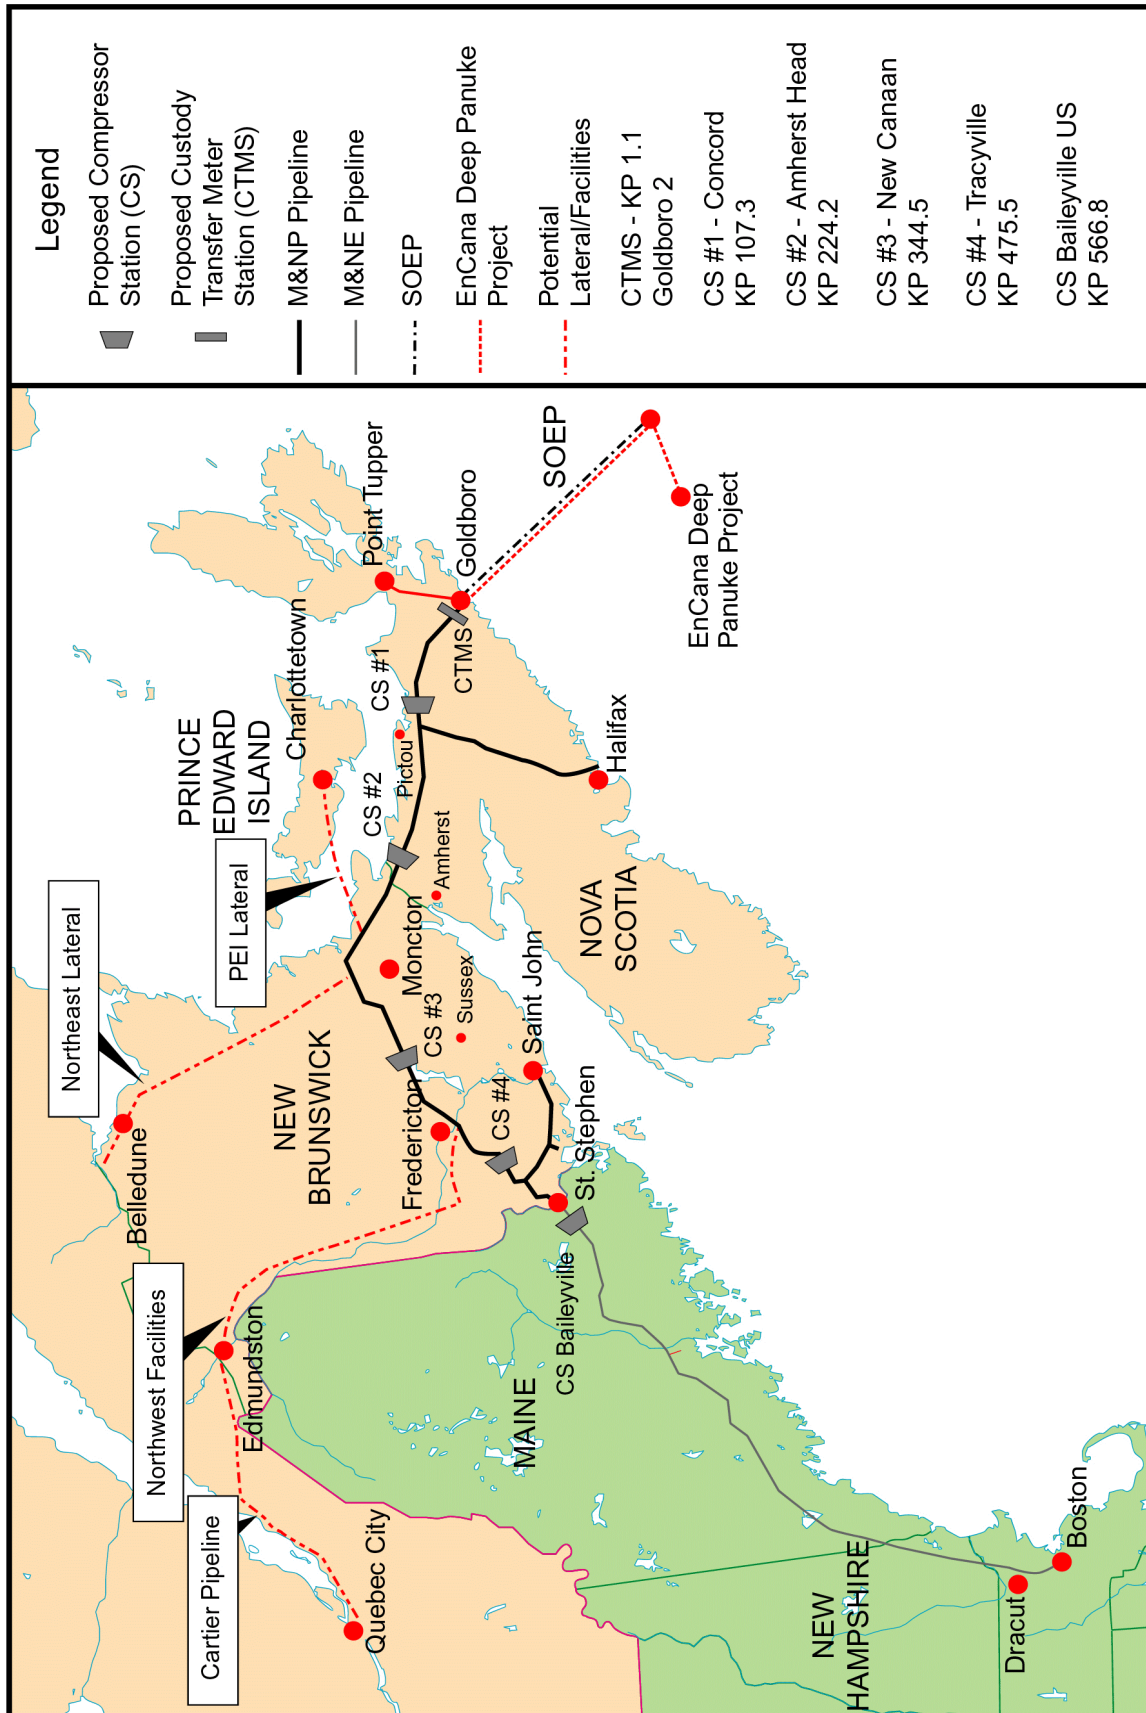 Legend
Proposed Compressor
Station (CS)
Proposed Custody
Transfer Meter
Station (CTMS)
M&NP Pipeline
M&NE Pipeline
SOEP
EnCana Deep Panuke
Project
Potential
Lateral/Facilities
CTMS - KP 1.1
Goldboro 2
CS #1 - Concord
KP 107.3
CS #2 - Amherst Head
KP 224.2
CS #3 - New Canaan
KP 344.5
CS #4 - Tracyville
KP 475.5
CS Baileyville US
KP 566.8
Cartier Pipeline
Northwest Facilities
Northeast Lateral
PEI Lateral
Quebec City
Edmundston
Belledune
NEW
BRUNSWICK
PRINCE
EDWARD
ISLAND
Charlottetown
Point Tupper
Goldboro
SOEP
EnCana Deep
Panuke Project
CTMS
CS #1
Pictou
CS #2
Amherst
Moncton
CS #3
Sussex
Fredericton
CS #4
Saint John
St. Stephen
Halifax
NOVA
SCOTIA
CS Baileyville
MAINE
NEW
HAMPSHIRE
Dracut
Boston